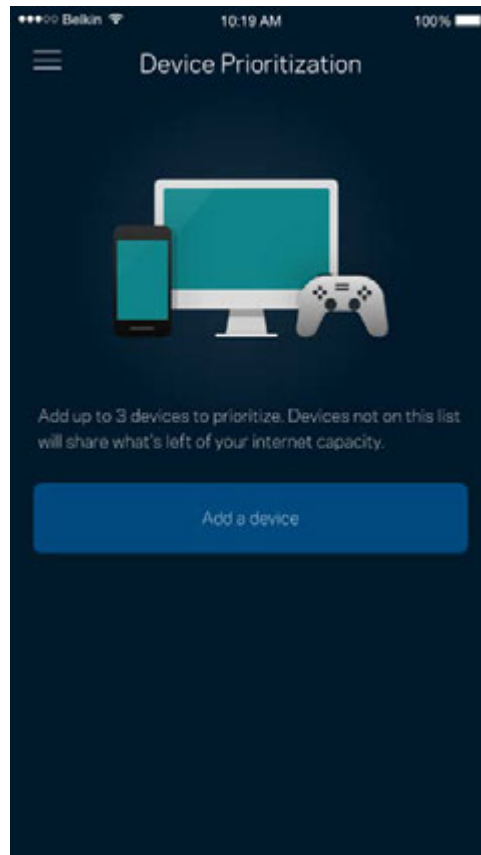 Belkin 10:19 AM 100%
Device Prioritization
Add up to 3 devices to prioritize. Devices not on this list
will share what's left of your internet capacity.
Add a device